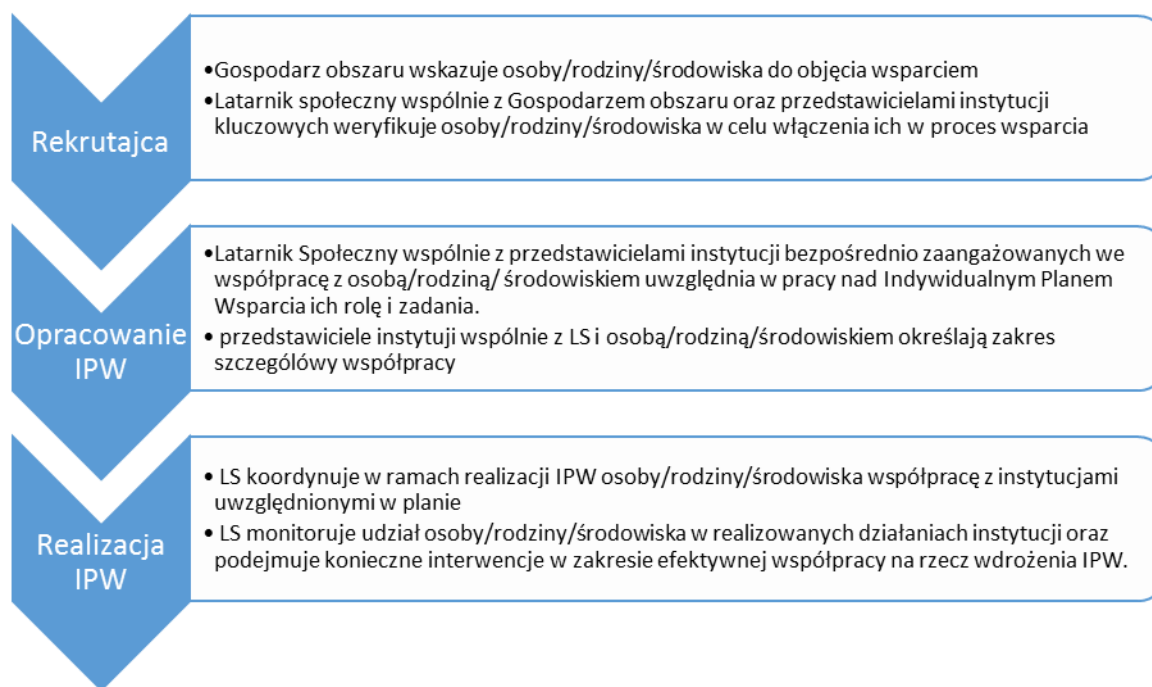 Rekrutajca
•Gospodarz obszaru wskazuje osoby/rodziny/środowiska do objęcia wsparciem
•Latarnik społeczny wspólnie z Gospodarzem obszaru oraz przedstawicielami instytucji
kluczowych weryfikuje osoby/rodziny/środowiska w celu włączenia ich w proces wsparcia
Opracowanie
IPW
•Latarnik Społeczny wspólnie z przedstawicielami instytucji bezpośrednio zaangażowanych we
współpracę z osobą/rodziną/ środowiskiem uwzględnia w pracy nad Indywidualnym Planem
Wsparcia ich rolę i zadania.
• przedstawiciele instytuji wspólnie z LS i osobą/rodziną/środowiskiem określają zakres
szczególówy współpracy
Realizacja
IPW
• LS koordynuje w ramach realizacji IPW osoby/rodziny/środowiska współpracę z instytucjami
uwzględnionymi w planie
• LS monitoruje udział osoby/rodziny/środowiska w realizowanych działaniach instytucji oraz
podejmuje konieczne interwencje w zakresie efektywnej współpracy na rzecz wdrożenia IPW.